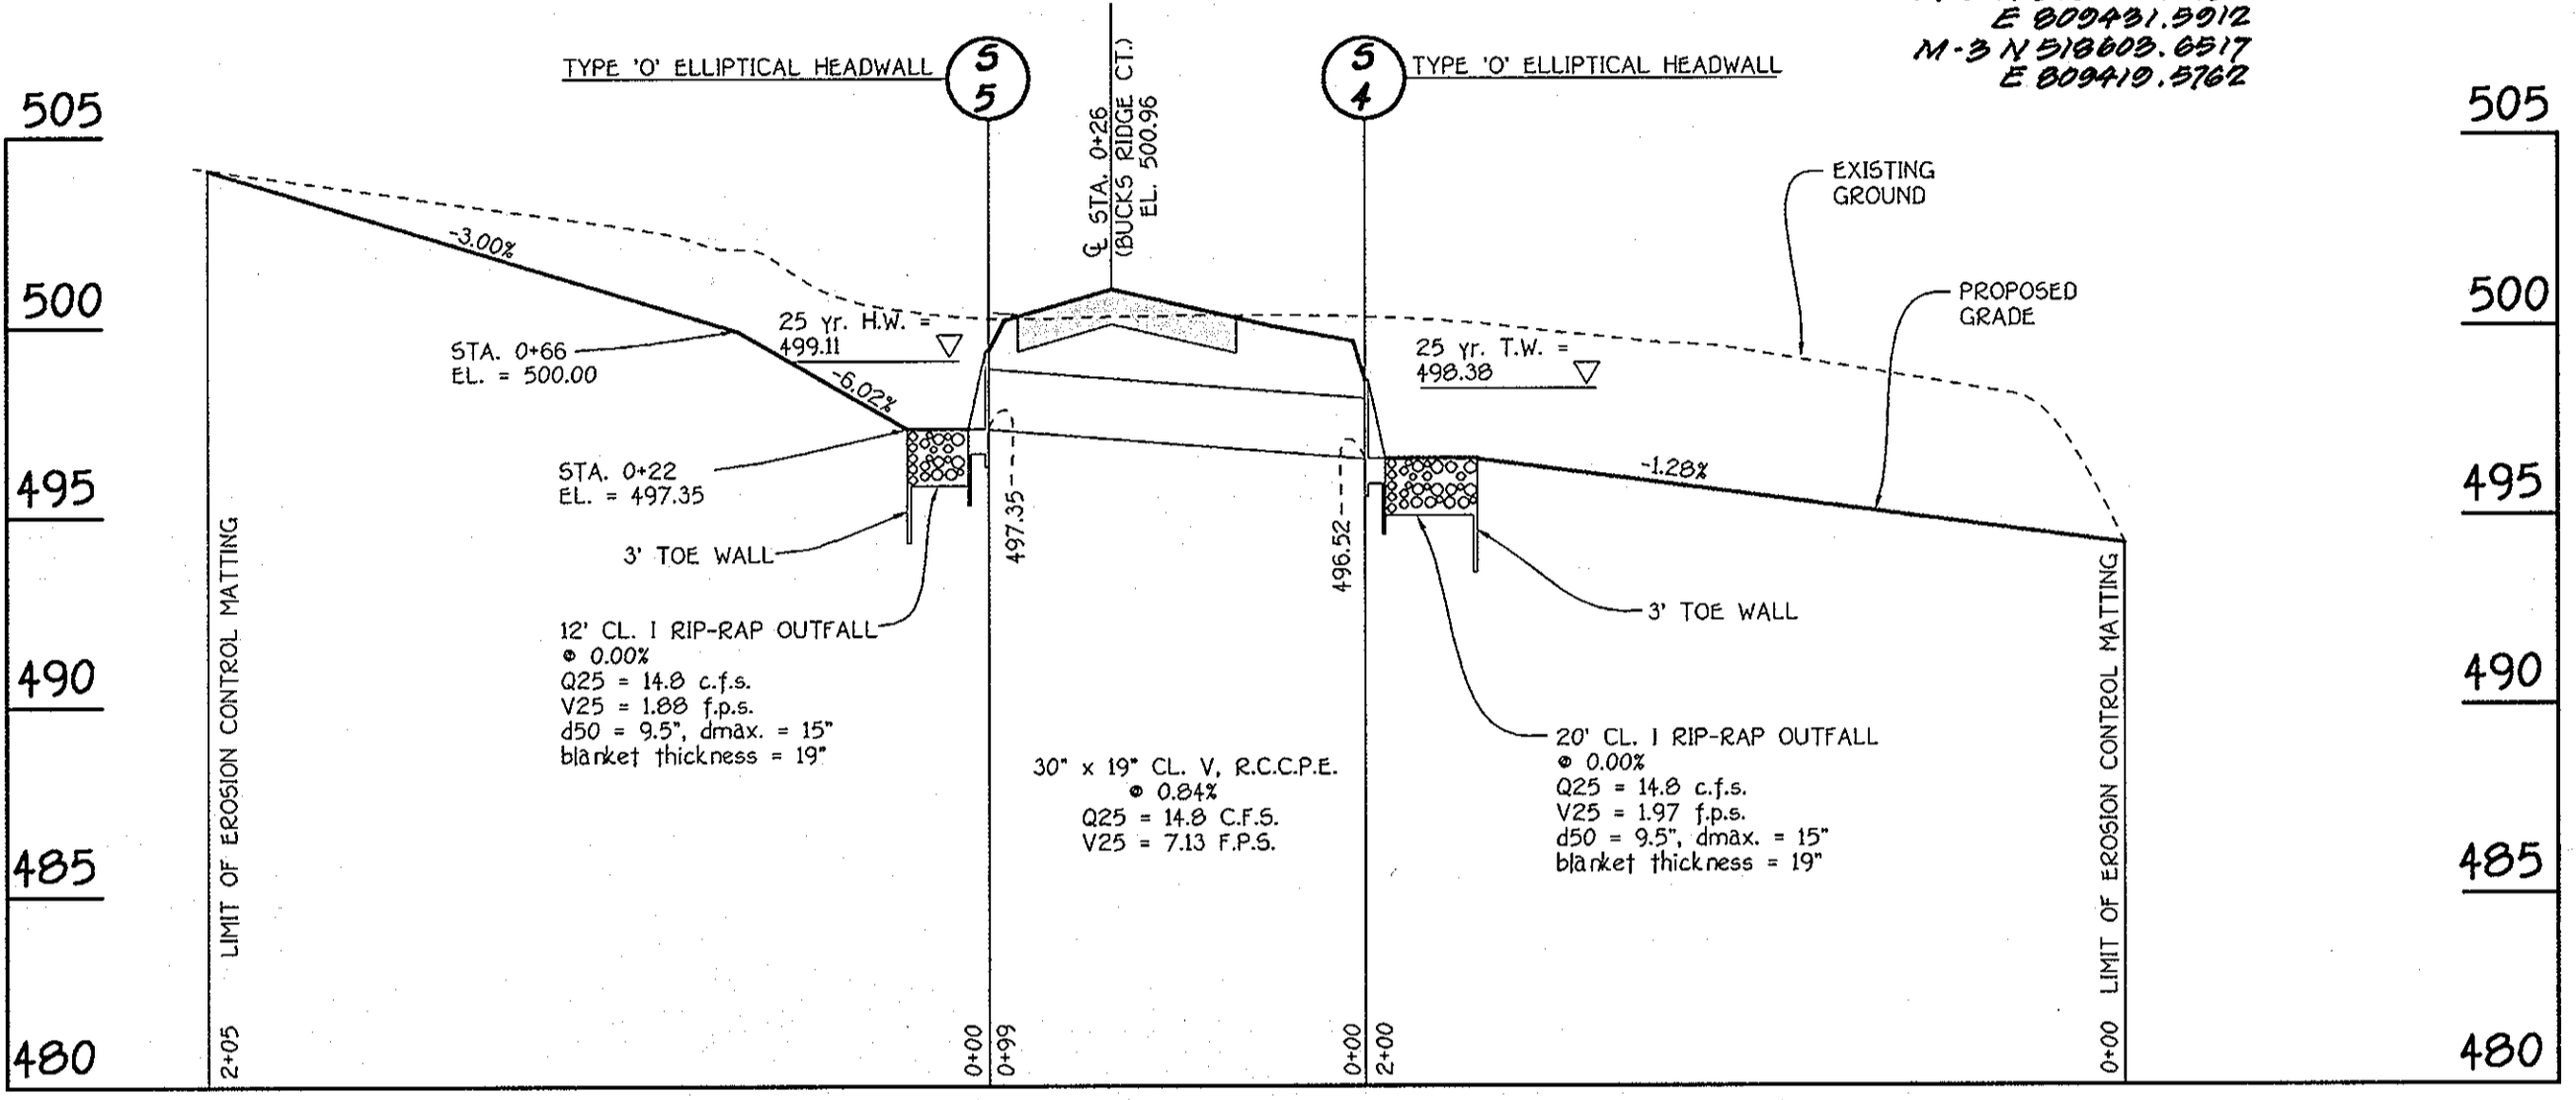 E 809431.5912
M-3 N 518603.6517
E 809419.5762
TYPE 'O' ELLIPTICAL HEADWALL
S
5
S
4
TYPE 'O' ELLIPTICAL HEADWALL
℄ STA. 0+26
(BUCKS RIDGE CT.)
EL. 500.96
505
500
495
490
485
480
505
500
495
490
485
480
EXISTING
GROUND
PROPOSED
GRADE
-3.00%
25 yr. H.W. =
499.11
STA. 0+66
EL. = 500.00
-6.02%
25 yr. T.W. =
498.38
STA. 0+22
EL. = 497.35
-1.28%
497.35
496.52
3' TOE WALL
3' TOE WALL
12' CL. I RIP-RAP OUTFALL
@ 0.00%
Q25 = 14.8 c.f.s.
V25 = 1.88 f.p.s.
d50 = 9.5", dmax. = 15"
blanket thickness = 19"
30" x 19" CL. V, R.C.C.P.E.
@ 0.84%
Q25 = 14.8 C.F.S.
V25 = 7.13 F.P.S.
20' CL. I RIP-RAP OUTFALL
@ 0.00%
Q25 = 14.8 c.f.s.
V25 = 1.97 f.p.s.
d50 = 9.5", dmax. = 15"
blanket thickness = 19"
2+05 LIMIT OF EROSION CONTROL MATTING
0+00
0+99
0+00
2+00
0+00 LIMIT OF EROSION CONTROL MATTING